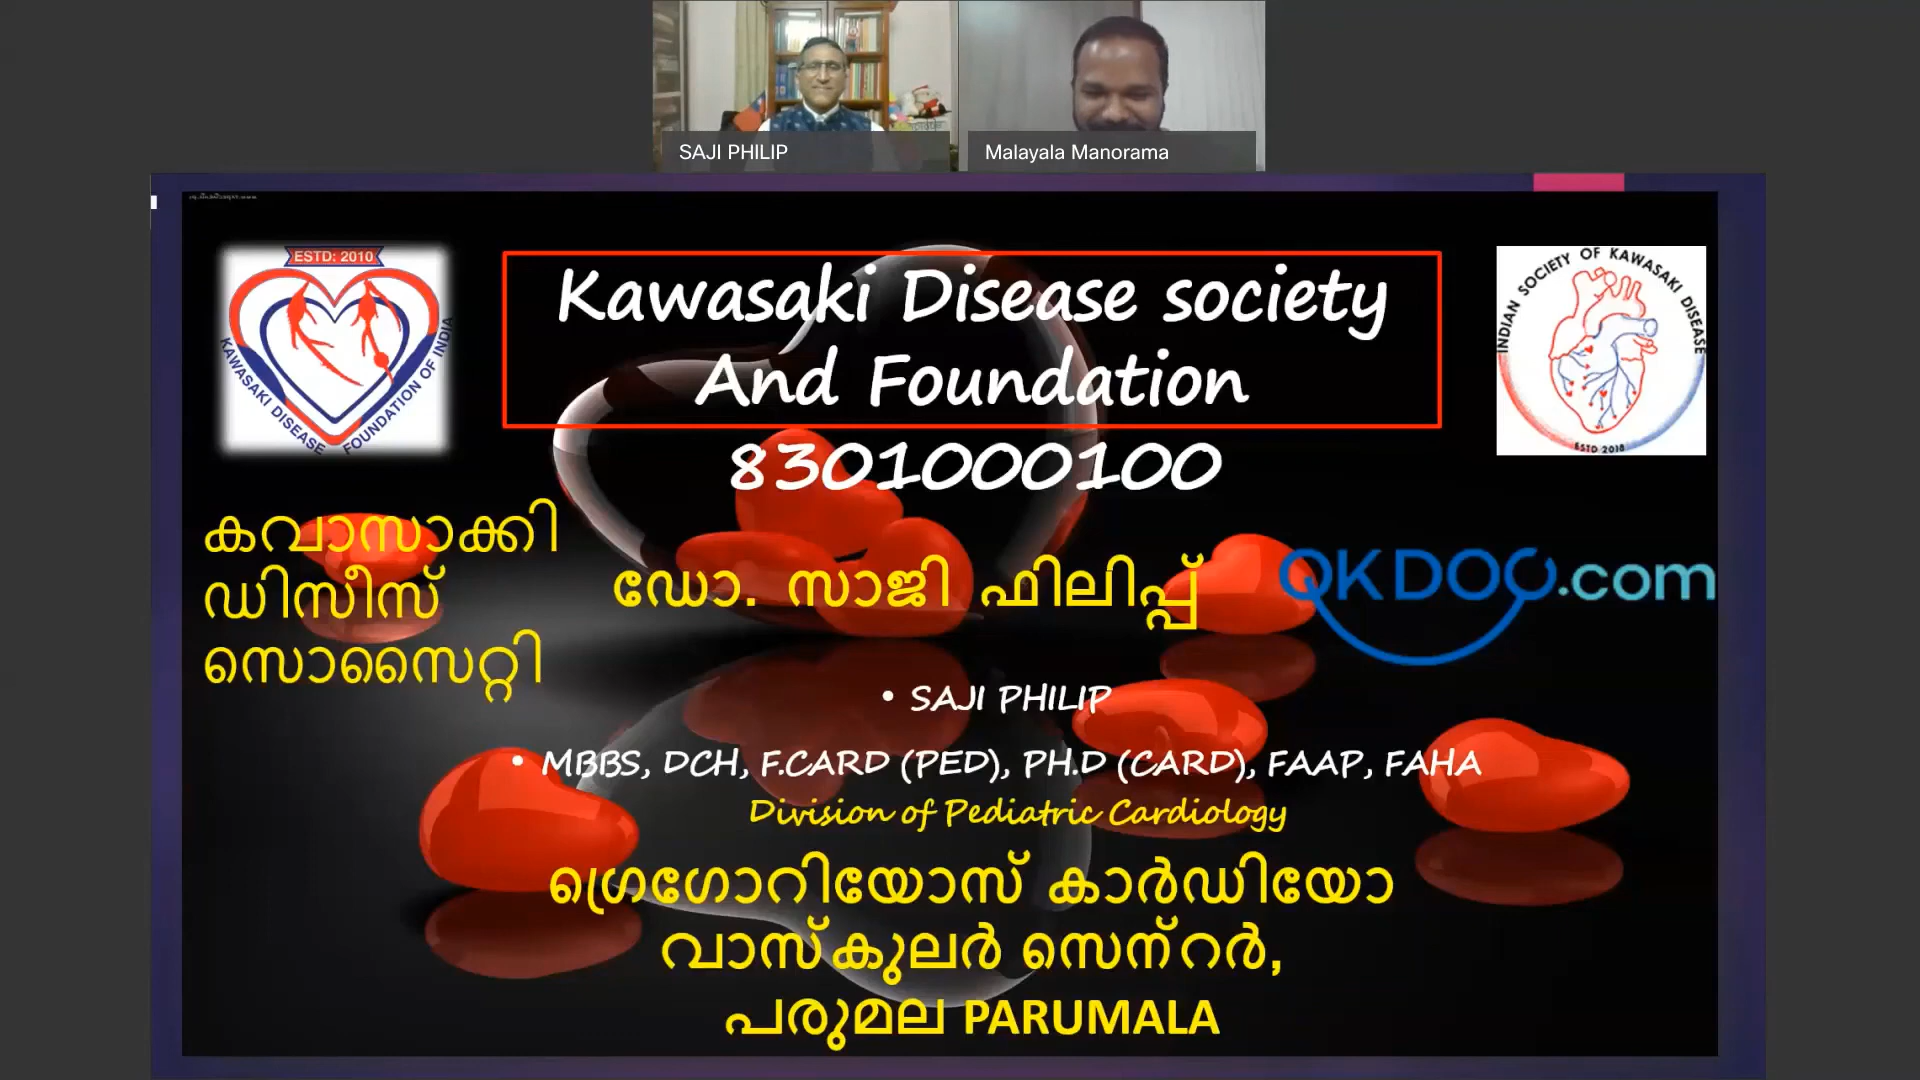 SAJI PHILIP
Malayala Manorama
ESTD: 2010
KAWASAKI DISEASE FOUNDATION OF INDIA
Kawasaki Disease society
And Foundation
INDIAN SOCIETY OF KAWASAKI DISEASE
ESTD 2018
8301000100
കവാസാക്കി
ഡിസീസ്
സൊസൈറ്റി
ഡോ. സാജി ഫിലിപ്പ്
QKDOC.com
• SAJI PHILIP
• MBBS, DCH, F.CARD (PED), PH.D (CARD), FAAP, FAHA
Division of Pediatric Cardiology
ഗ്രെഗോറിയോസ് കാർഡിയോ
വാസ്കുലർ സെന്റർ,
പരുമല PARUMALA